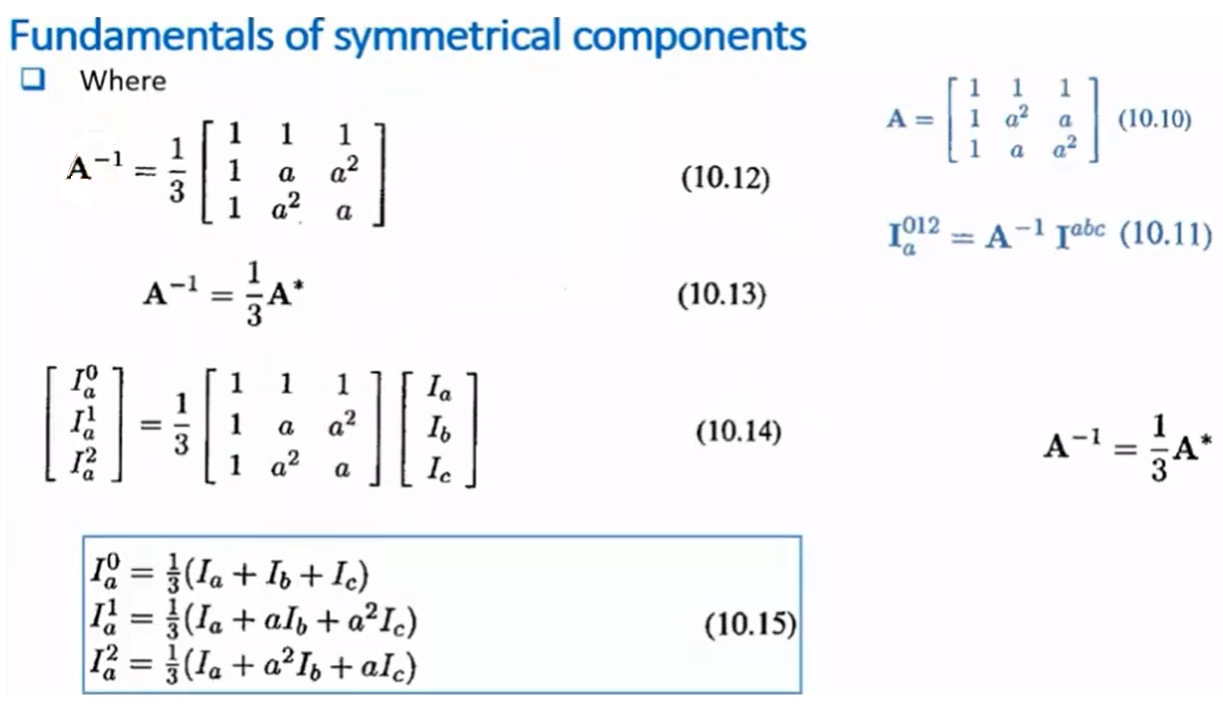 Fundamentals of symmetrical components
❑ Where
A = [ 1 1 1 ; 1 a² a ; 1 a a² ] (10.10)
A⁻¹ = 1/3 [ 1 1 1 ; 1 a a² ; 1 a² a ] (10.12)
I_a^012 = A⁻¹ I^abc (10.11)
A⁻¹ = 1/3 A* (10.13)
[ I_a^0 ; I_a^1 ; I_a^2 ] = 1/3 [ 1 1 1 ; 1 a a² ; 1 a² a ] [ I_a ; I_b ; I_c ] (10.14)
A⁻¹ = 1/3 A*
I_a^0 = 1/3 (I_a + I_b + I_c)
I_a^1 = 1/3 (I_a + aI_b + a²I_c) (10.15)
I_a^2 = 1/3 (I_a + a²I_b + aI_c)